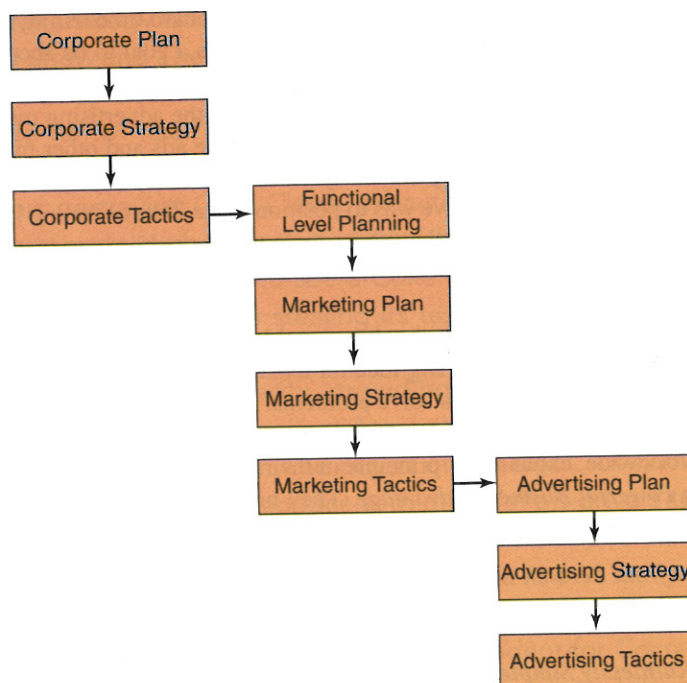 Corporate Plan
Corporate Strategy
Corporate Tactics
Functional
Level Planning
Marketing Plan
Marketing Strategy
Marketing Tactics
Advertising Plan
Advertising Strategy
Advertising Tactics